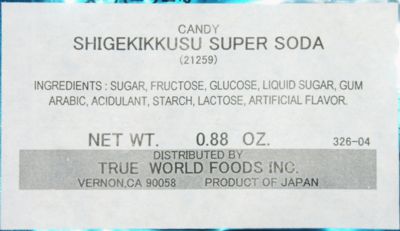 CANDY
SHIGEKIKKUSU SUPER SODA
(21259)
INGREDIENTS : SUGAR, FRUCTOSE, GLUCOSE, LIQUID SUGAR, GUM
ARABIC, ACIDULANT, STARCH, LACTOSE, ARTIFICIAL FLAVOR.
NET WT. 0.88 OZ. 326-04
DISTRIBUTED BY
TRUE WORLD FOODS INC.
VERNON,CA 90058 PRODUCT OF JAPAN